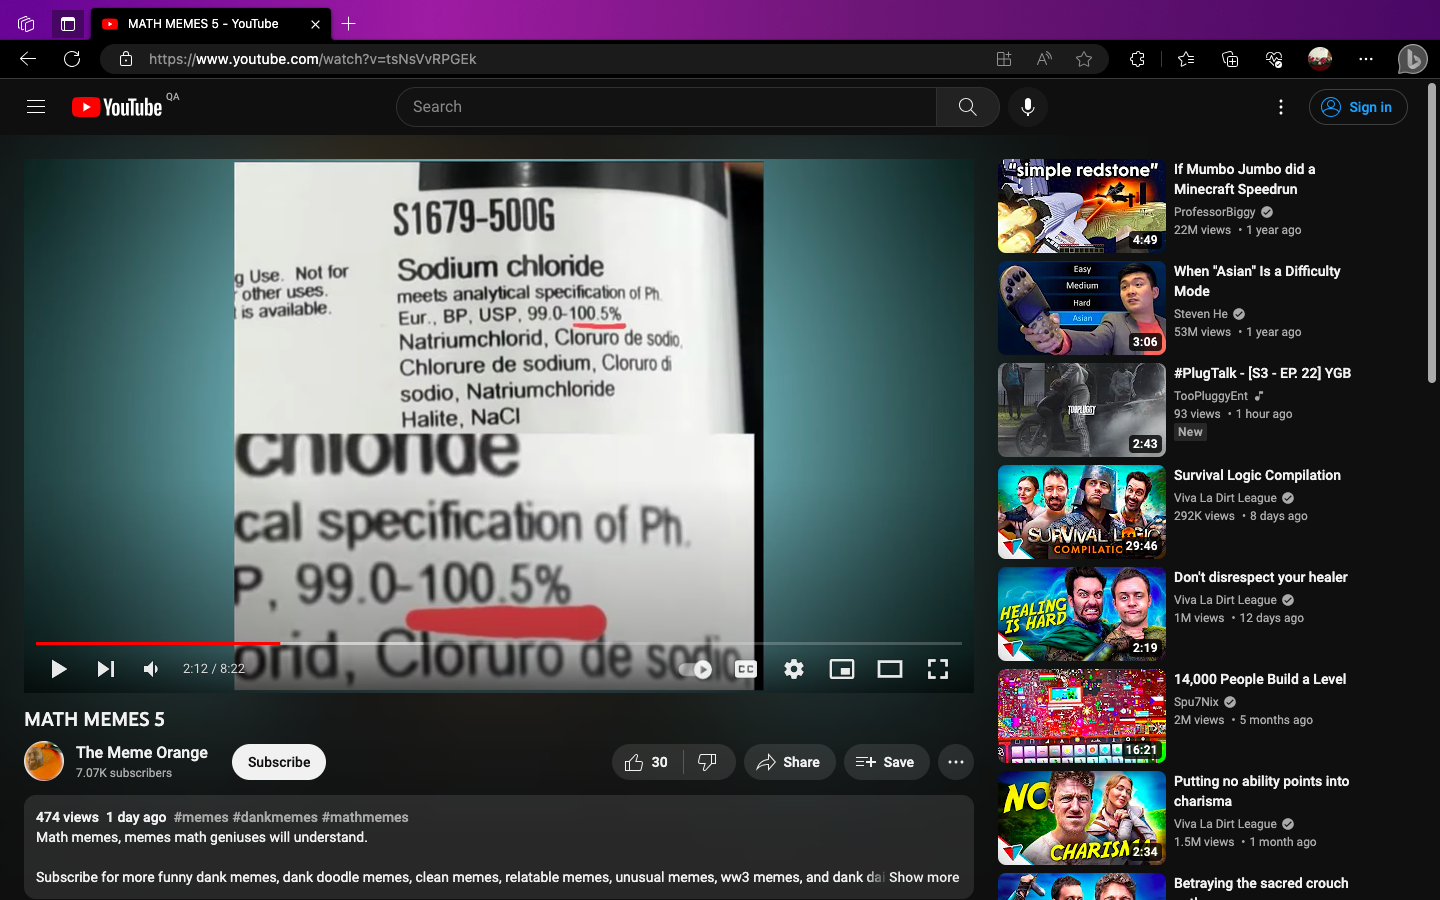 MATH MEMES 5 - YouTube
https://www.youtube.com/watch?v=tsNsVvRPGEk
YouTube QA
Search
Sign in
S1679-500G
g Use. Not for
other uses.
is available.
Sodium chloride
meets analytical specification of Ph.
Eur., BP, USP, 99.0-100.5%
Natriumchlorid, Cloruro de sodio,
Chlorure de sodium, Cloruro di
sodio, Natriumchloride
Halite, NaCl
chloride
cal specification of Ph.
P, 99.0-100.5%
orid, Cloruro de sodio,
2:12 / 8:22
CC
MATH MEMES 5
The Meme Orange
7.07K subscribers
Subscribe
30
Share
Save
474 views 1 day ago #memes #dankmemes #mathmemes
Math memes, memes math geniuses will understand.
Subscribe for more funny dank memes, dank doodle memes, clean memes, relatable memes, unusual memes, ww3 memes, and dank dai Show more
"simple redstone"
4:49
If Mumbo Jumbo did a
Minecraft Speedrun
ProfessorBiggy
22M views • 1 year ago
Easy
Medium
Hard
Asian
3:06
When "Asian" Is a Difficulty
Mode
Steven He
53M views • 1 year ago
TOOPLUGGY
2:43
#PlugTalk - [S3 - EP. 22] YGB
TooPluggyEnt
93 views • 1 hour ago
New
SURVIVAL LOGIC
COMPILATIC
29:46
Survival Logic Compilation
Viva La Dirt League
292K views • 8 days ago
HEALING
IS HARD
2:19
Don't disrespect your healer
Viva La Dirt League
1M views • 12 days ago
16:21
14,000 People Build a Level
Spu7Nix
2M views • 5 months ago
NO
CHARISMA
2:34
Putting no ability points into
charisma
Viva La Dirt League
1.5M views • 1 month ago
Betraying the sacred crouch